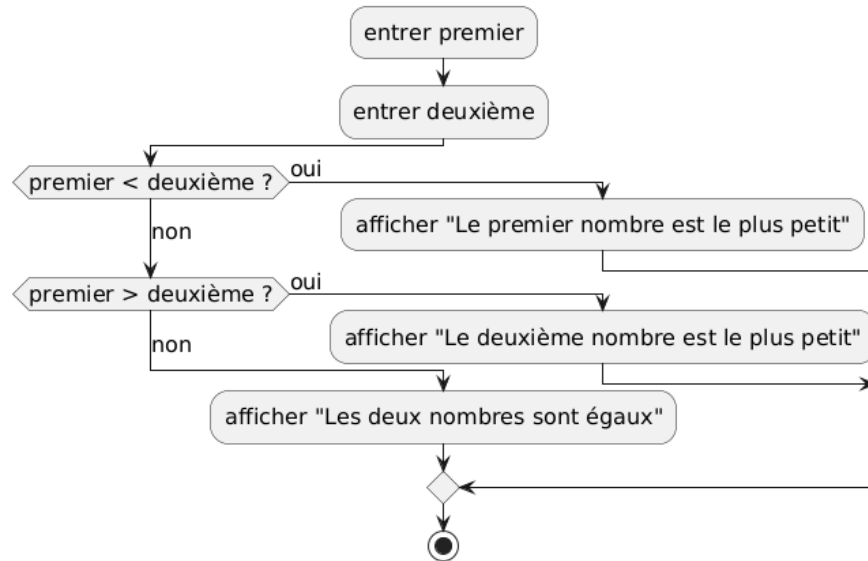 entrer premier
entrer deuxième
premier < deuxième ?
oui
afficher "Le premier nombre est le plus petit"
non
premier > deuxième ?
oui
afficher "Le deuxième nombre est le plus petit"
non
afficher "Les deux nombres sont égaux"